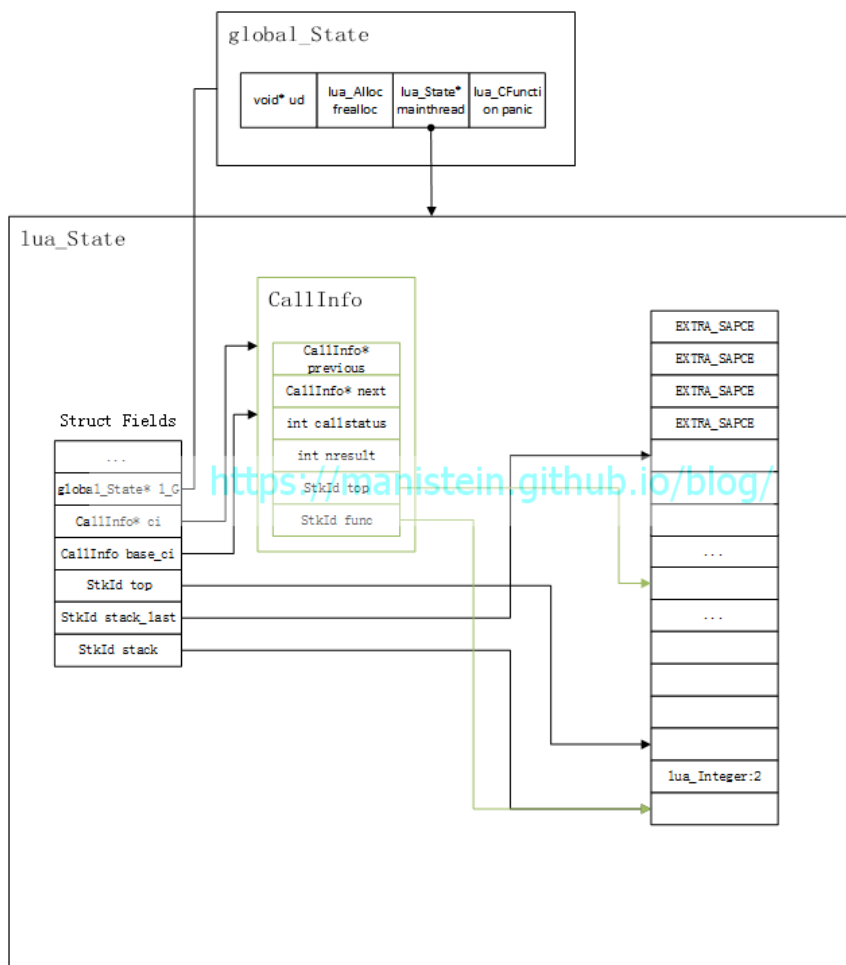 global_State
void* ud
lua_Alloc
frealloc
lua_State*
mainthread
lua_CFuncti
on panic
lua_State
CallInfo
CallInfo*
previous
CallInfo* next
int callstatus
int nresult
StkId top
StkId func
Struct Fields
...
global_State* l_G
CallInfo* ci
CallInfo base_ci
StkId top
StkId stack_last
StkId stack
EXTRA_SAPCE
EXTRA_SAPCE
EXTRA_SAPCE
EXTRA_SAPCE
...
...
lua_Integer:2
https://manistein.github.io/blog/